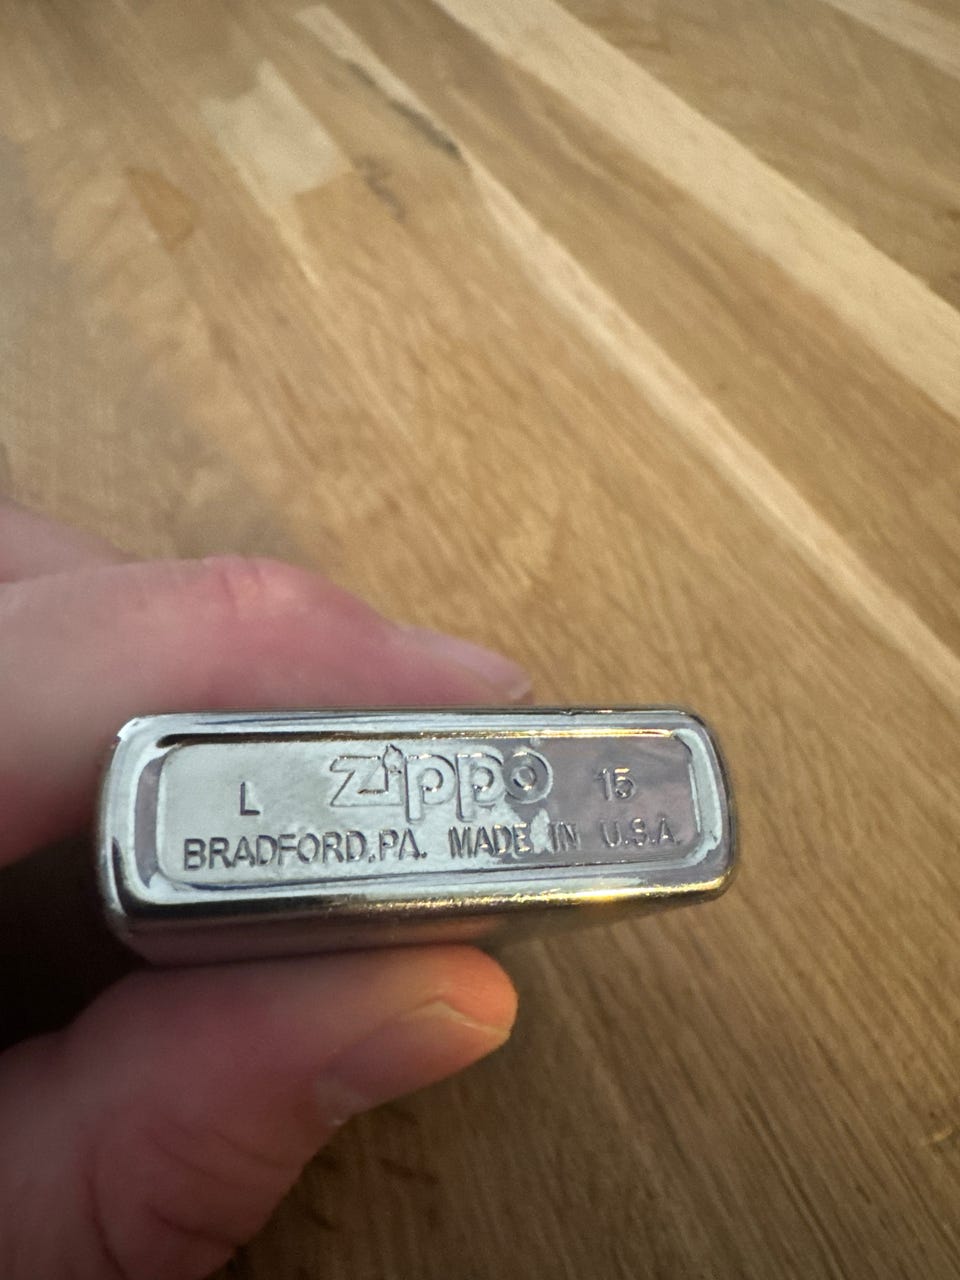 L zippo 15
BRADFORD,PA. MADE IN U.S.A.